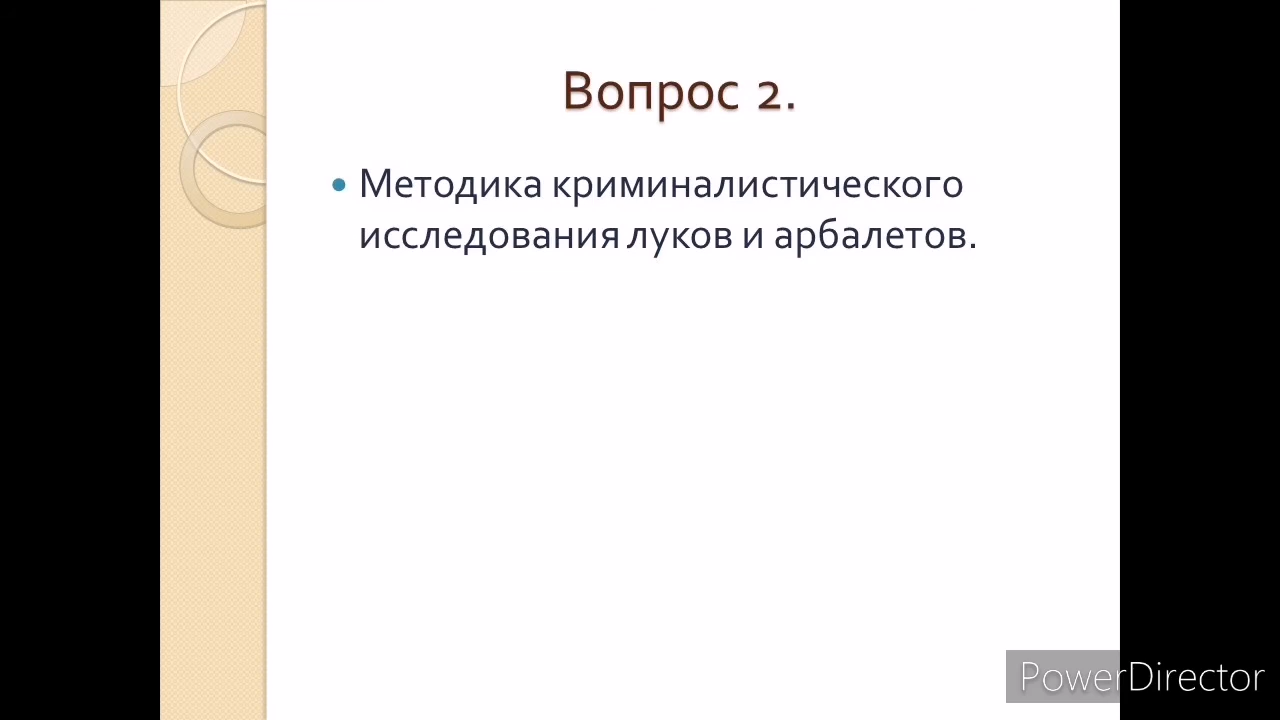 Вопрос 2.
Методика криминалистического
исследования луков и арбалетов.
PowerDirector